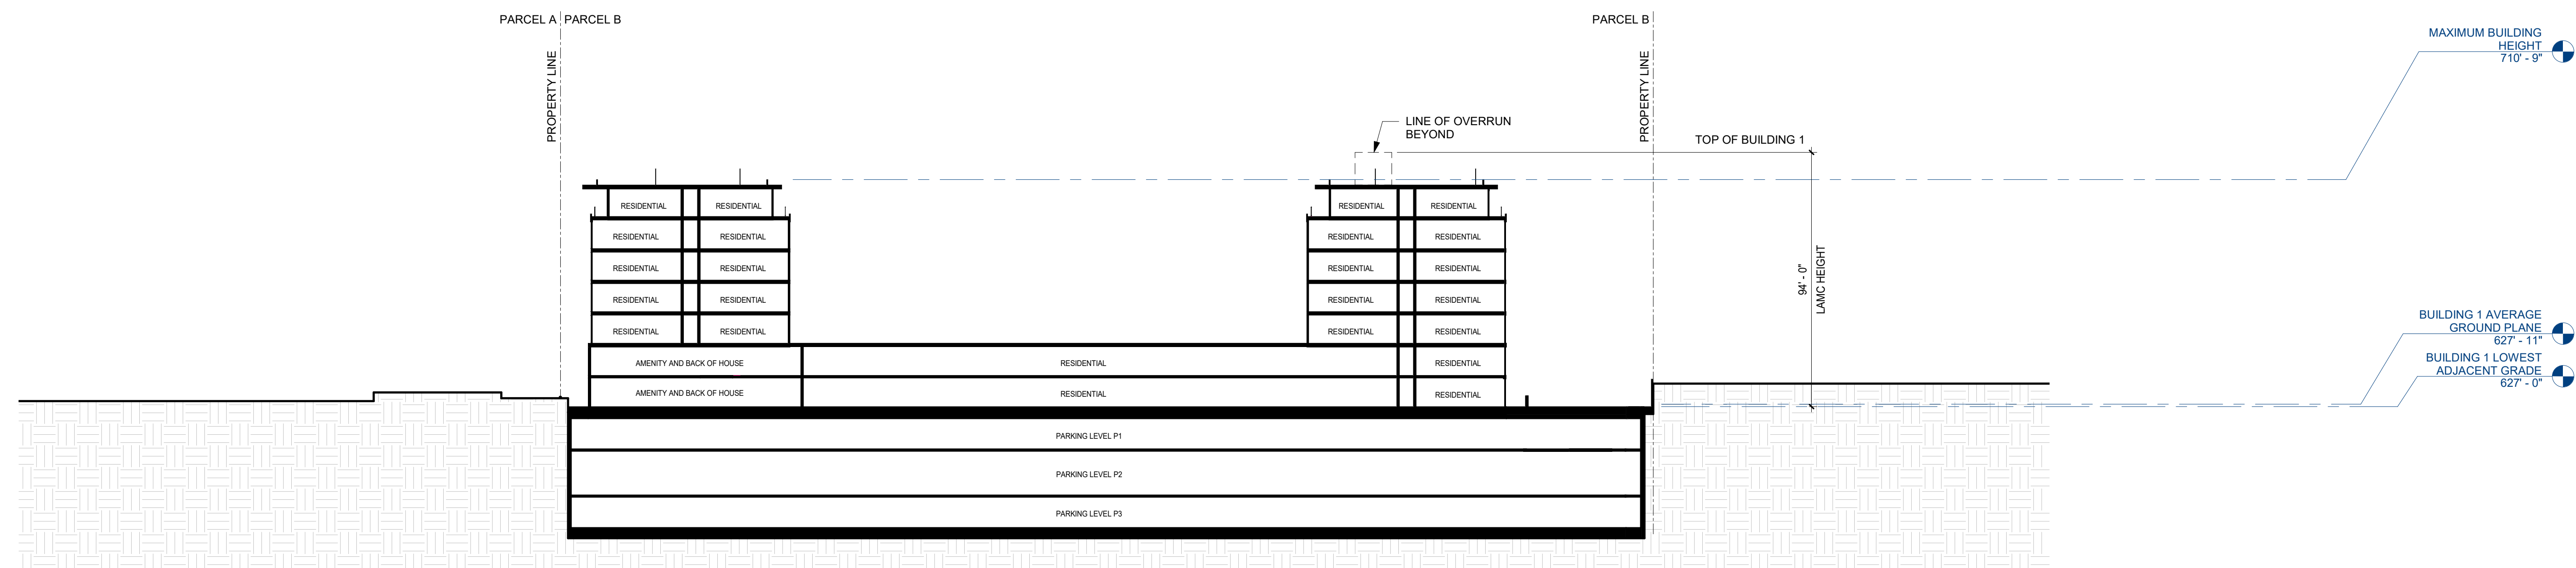 PARCEL A PARCEL B
PARCEL B
PROPERTY LINE
PROPERTY LINE
MAXIMUM BUILDING
HEIGHT
710' - 9"
LINE OF OVERRUN
BEYOND
TOP OF BUILDING 1
RESIDENTIAL RESIDENTIAL RESIDENTIAL RESIDENTIAL
RESIDENTIAL RESIDENTIAL RESIDENTIAL RESIDENTIAL
RESIDENTIAL RESIDENTIAL RESIDENTIAL RESIDENTIAL
RESIDENTIAL RESIDENTIAL RESIDENTIAL RESIDENTIAL
RESIDENTIAL RESIDENTIAL RESIDENTIAL RESIDENTIAL
94' - 0"
LAMC HEIGHT
AMENITY AND BACK OF HOUSE RESIDENTIAL RESIDENTIAL
AMENITY AND BACK OF HOUSE RESIDENTIAL RESIDENTIAL
BUILDING 1 AVERAGE
GROUND PLANE
627' - 11"
BUILDING 1 LOWEST
ADJACENT GRADE
627' - 0"
PARKING LEVEL P1
PARKING LEVEL P2
PARKING LEVEL P3